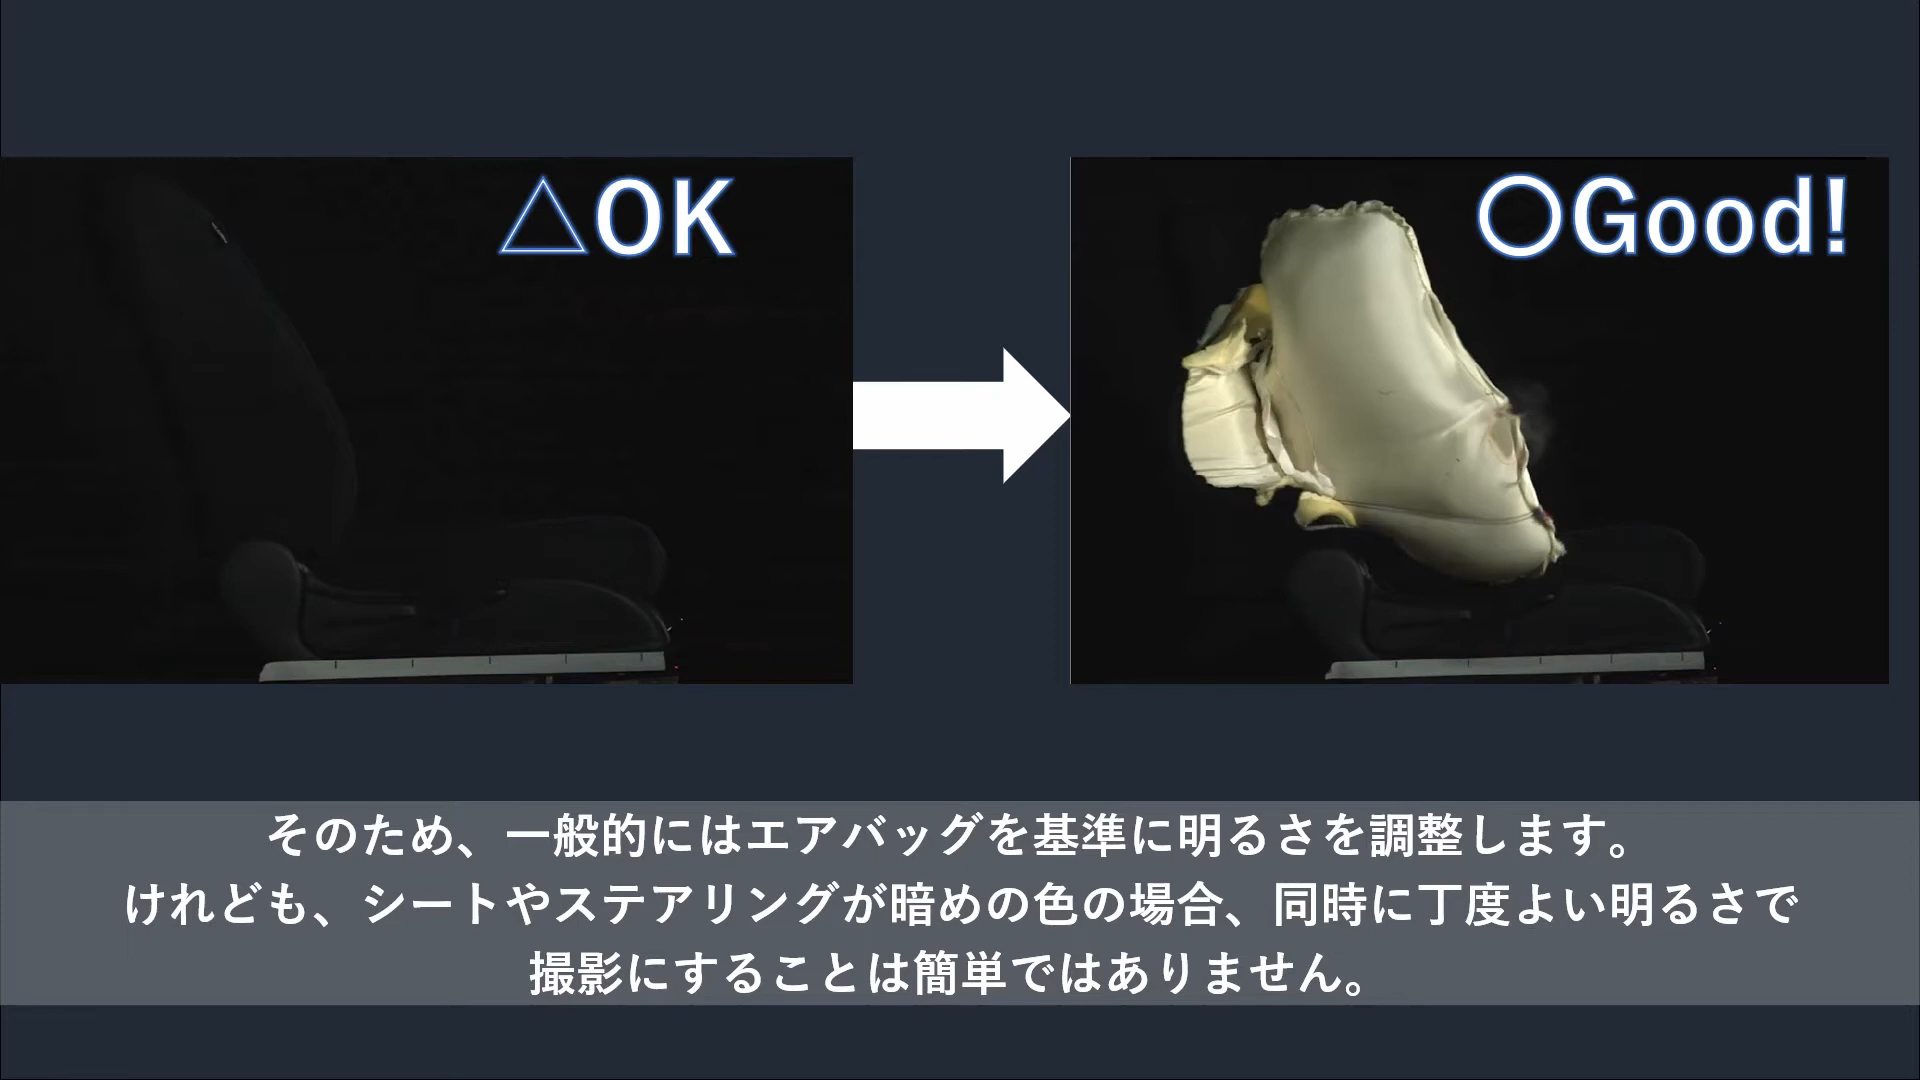 △OK
〇Good!
そのため、一般的にはエアバッグを基準に明るさを調整します。
けれども、シートやステアリングが暗めの色の場合、同時に丁度よい明るさで
撮影にすることは簡単ではありません。